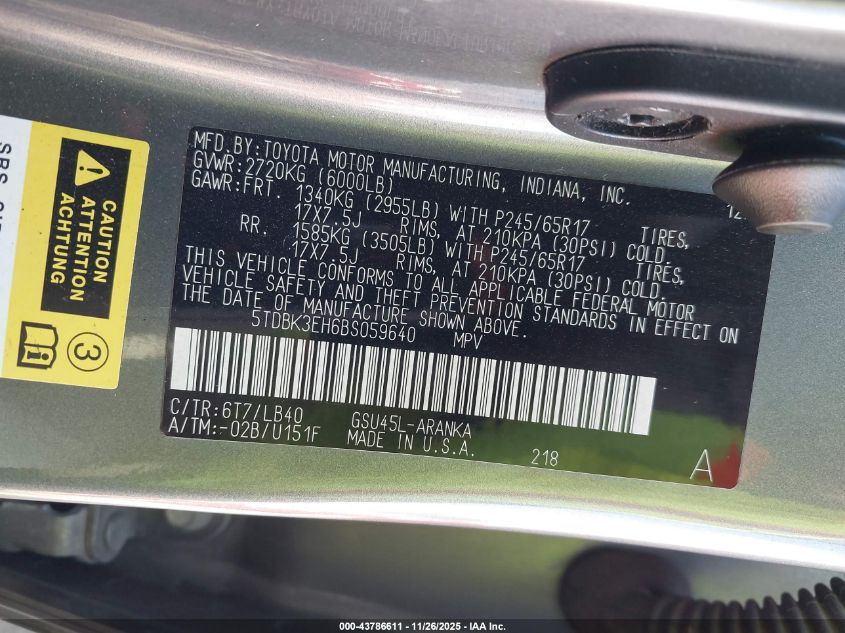 CAUTION
ATTENTION
ACHTUNG
3
MFD.BY:TOYOTA MOTOR MANUFACTURING, INDIANA, INC.
12
GVWR:2720KG (6000LB)
GAWR:FRT. 1340KG (2955LB) WITH P245/65R17 TIRES,
17X7.5J RIMS, AT 210KPA (30PSI) COLD.
RR. 1585KG (3505LB) WITH P245/65R17 TIRES,
17X7.5J RIMS, AT 210KPA (30PSI) COLD.
THIS VEHICLE CONFORMS TO ALL APPLICABLE FEDERAL MOTOR
VEHICLE SAFETY AND THEFT PREVENTION STANDARDS IN EFFECT ON
THE DATE OF MANUFACTURE SHOWN ABOVE.
5TDBK3EH6BS059640 MPV
C/TR:6T7/LB40 GSU45L-ARANKA
A/TM:-02B/U151F MADE IN U.S.A. 218 A
000-43786611 - 11/26/2025 - IAA Inc.